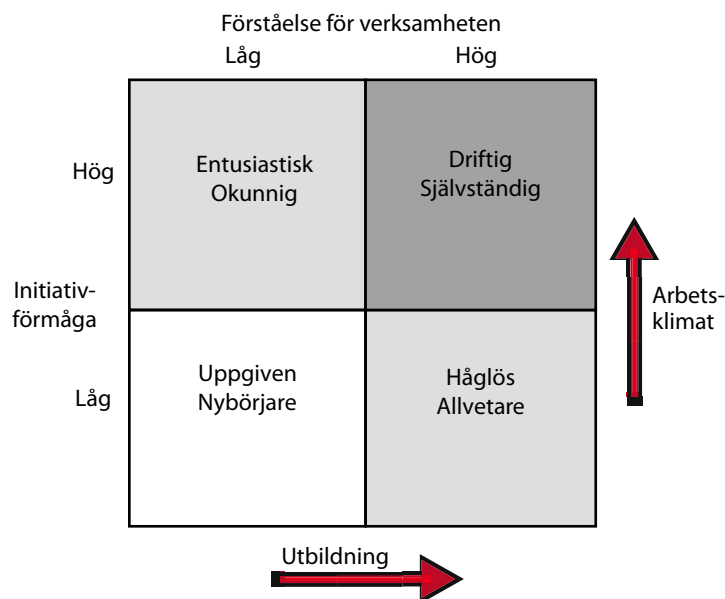 Förståelse för verksamheten
Låg Hög
Hög
Entusiastisk
Okunnig
Driftig
Självständig
Initiativ-
förmåga
Arbets-
klimat
Låg
Uppgiven
Nybörjare
Håglös
Allvetare
Utbildning